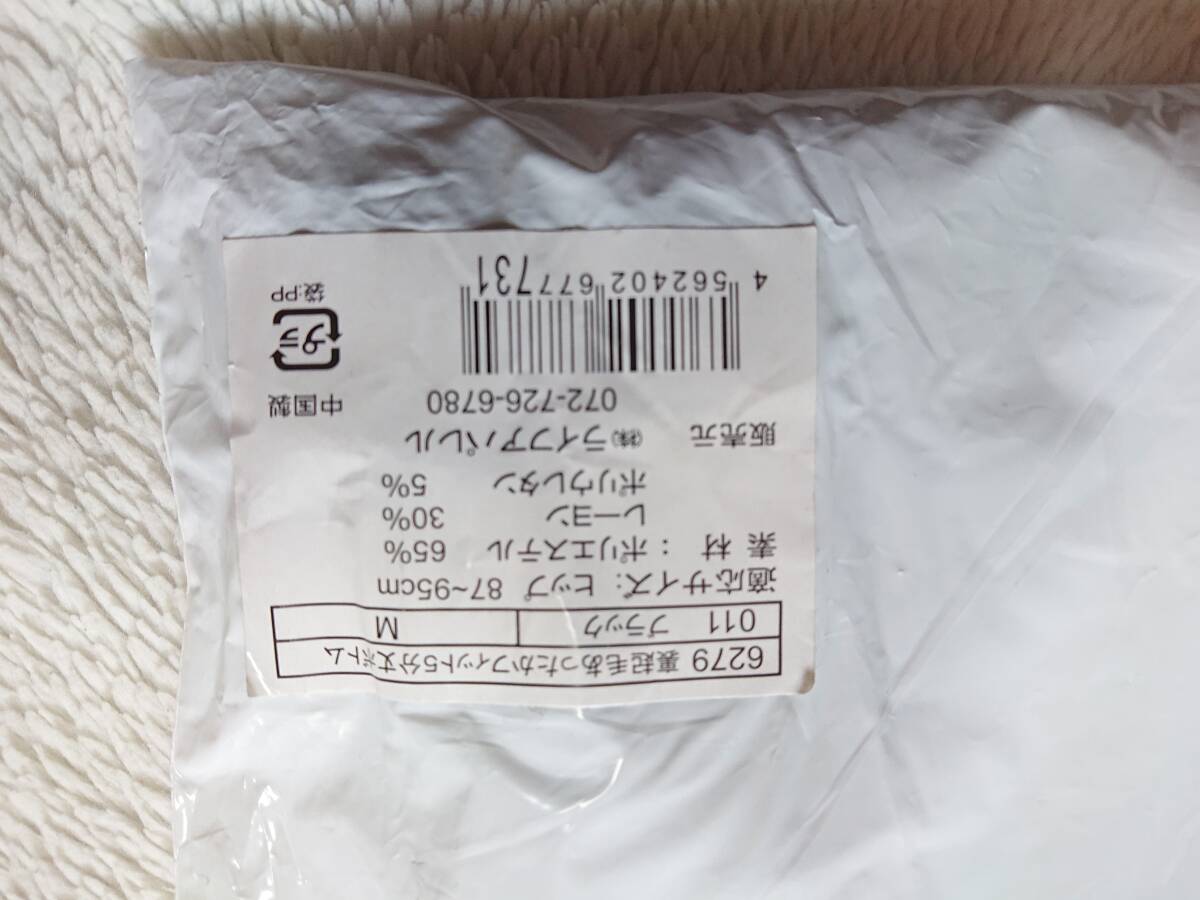 6279 裏起毛あったかフィット5分丈ボトム
011 ブラック M
適応サイズ: ヒップ 87~95cm
素 材 : ポリエステル 65%
レーヨン 30%
ポリウレタン 5%
販売元 ㈱ライフアパレル
072-726-6780
中国製
プラ
袋:PP
4 562402 677731